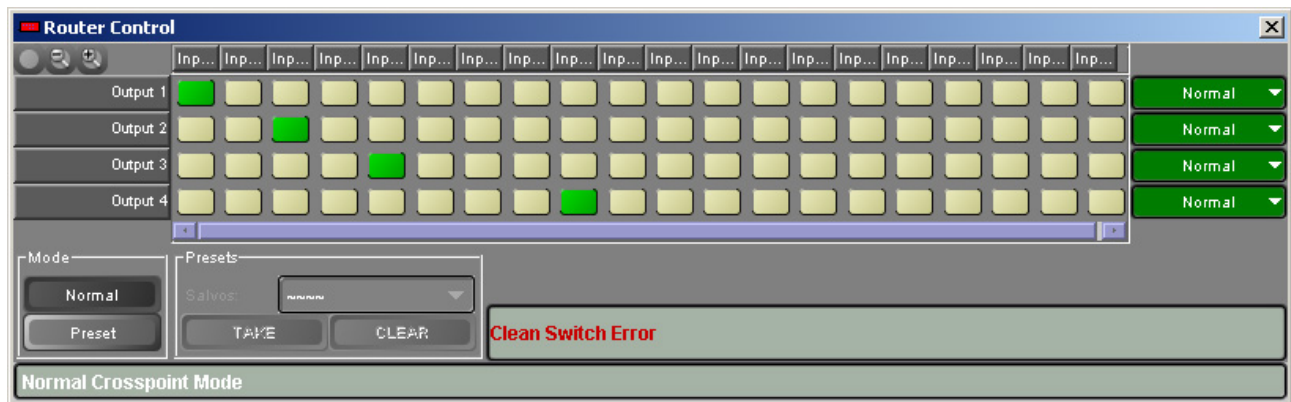 Router Control
Inp... Inp... Inp... Inp... Inp... Inp... Inp... Inp... Inp... Inp... Inp... Inp... Inp... Inp... Inp... Inp... Inp... Inp... Inp... Inp...
Output 1 Normal
Output 2 Normal
Output 3 Normal
Output 4 Normal
Mode
Normal
Preset
Presets
Salvos: ~~~~
TAKE CLEAR
Clean Switch Error
Normal Crosspoint Mode